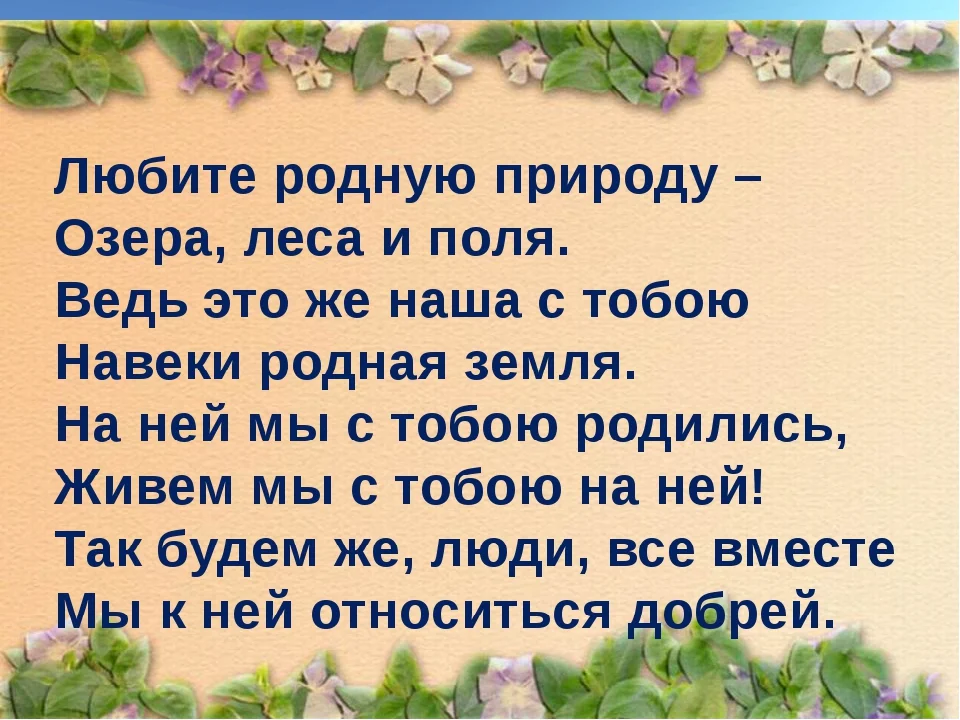 Любите родную природу –
Озера, леса и поля.
Ведь это же наша с тобою
Навеки родная земля.
На ней мы с тобою родились,
Живем мы с тобою на ней!
Так будем же, люди, все вместе
Мы к ней относиться добрей.